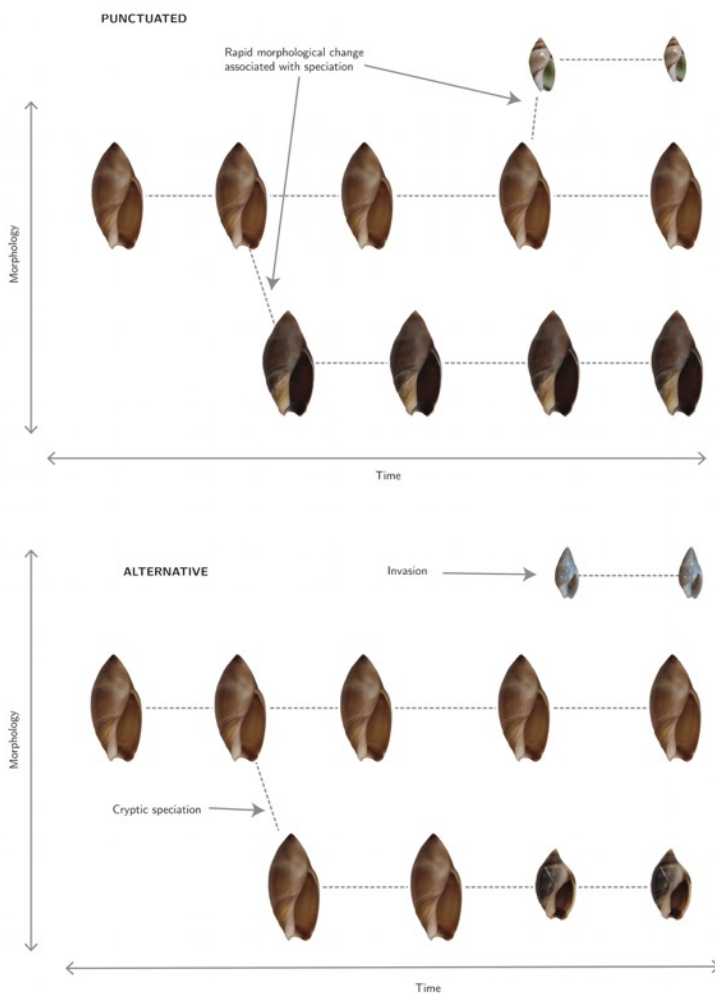 PUNCTUATED
Rapid morphological change
associated with speciation
Morphology
Time
ALTERNATIVE
Invasion
Morphology
Cryptic speciation
Time